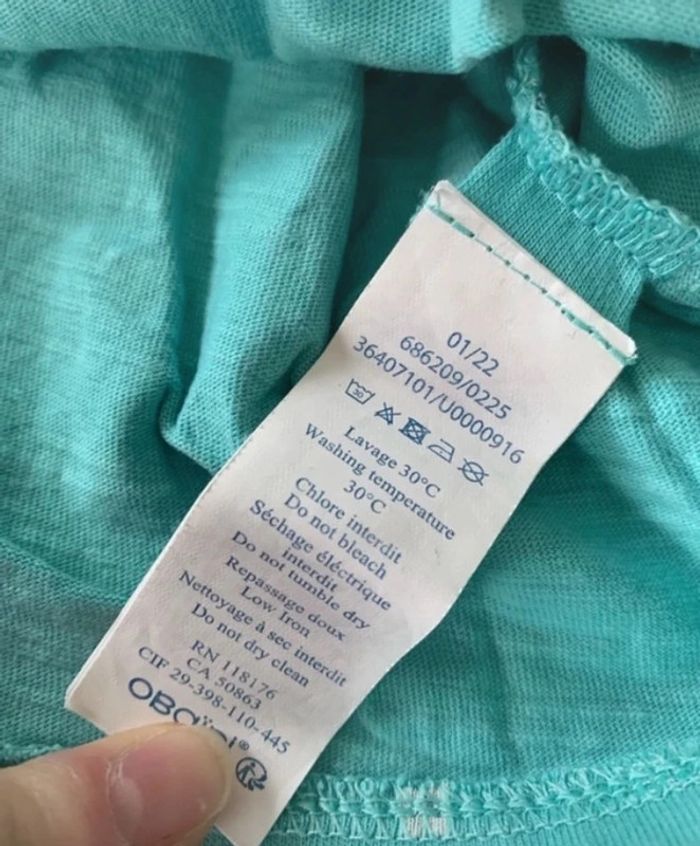 01/22
686209/0225
36407101/U0000916
30
Lavage 30°C
Washing temperature
30°C
Chlore interdit
Do not bleach
Séchage éléctrique
interdit
Do not tumble dry
Repassage doux
Low Iron
Nettoyage à sec interdit
Do not dry clean
RN 118176
CA 50863
CIF 29-398-110-445
OBaïbi®